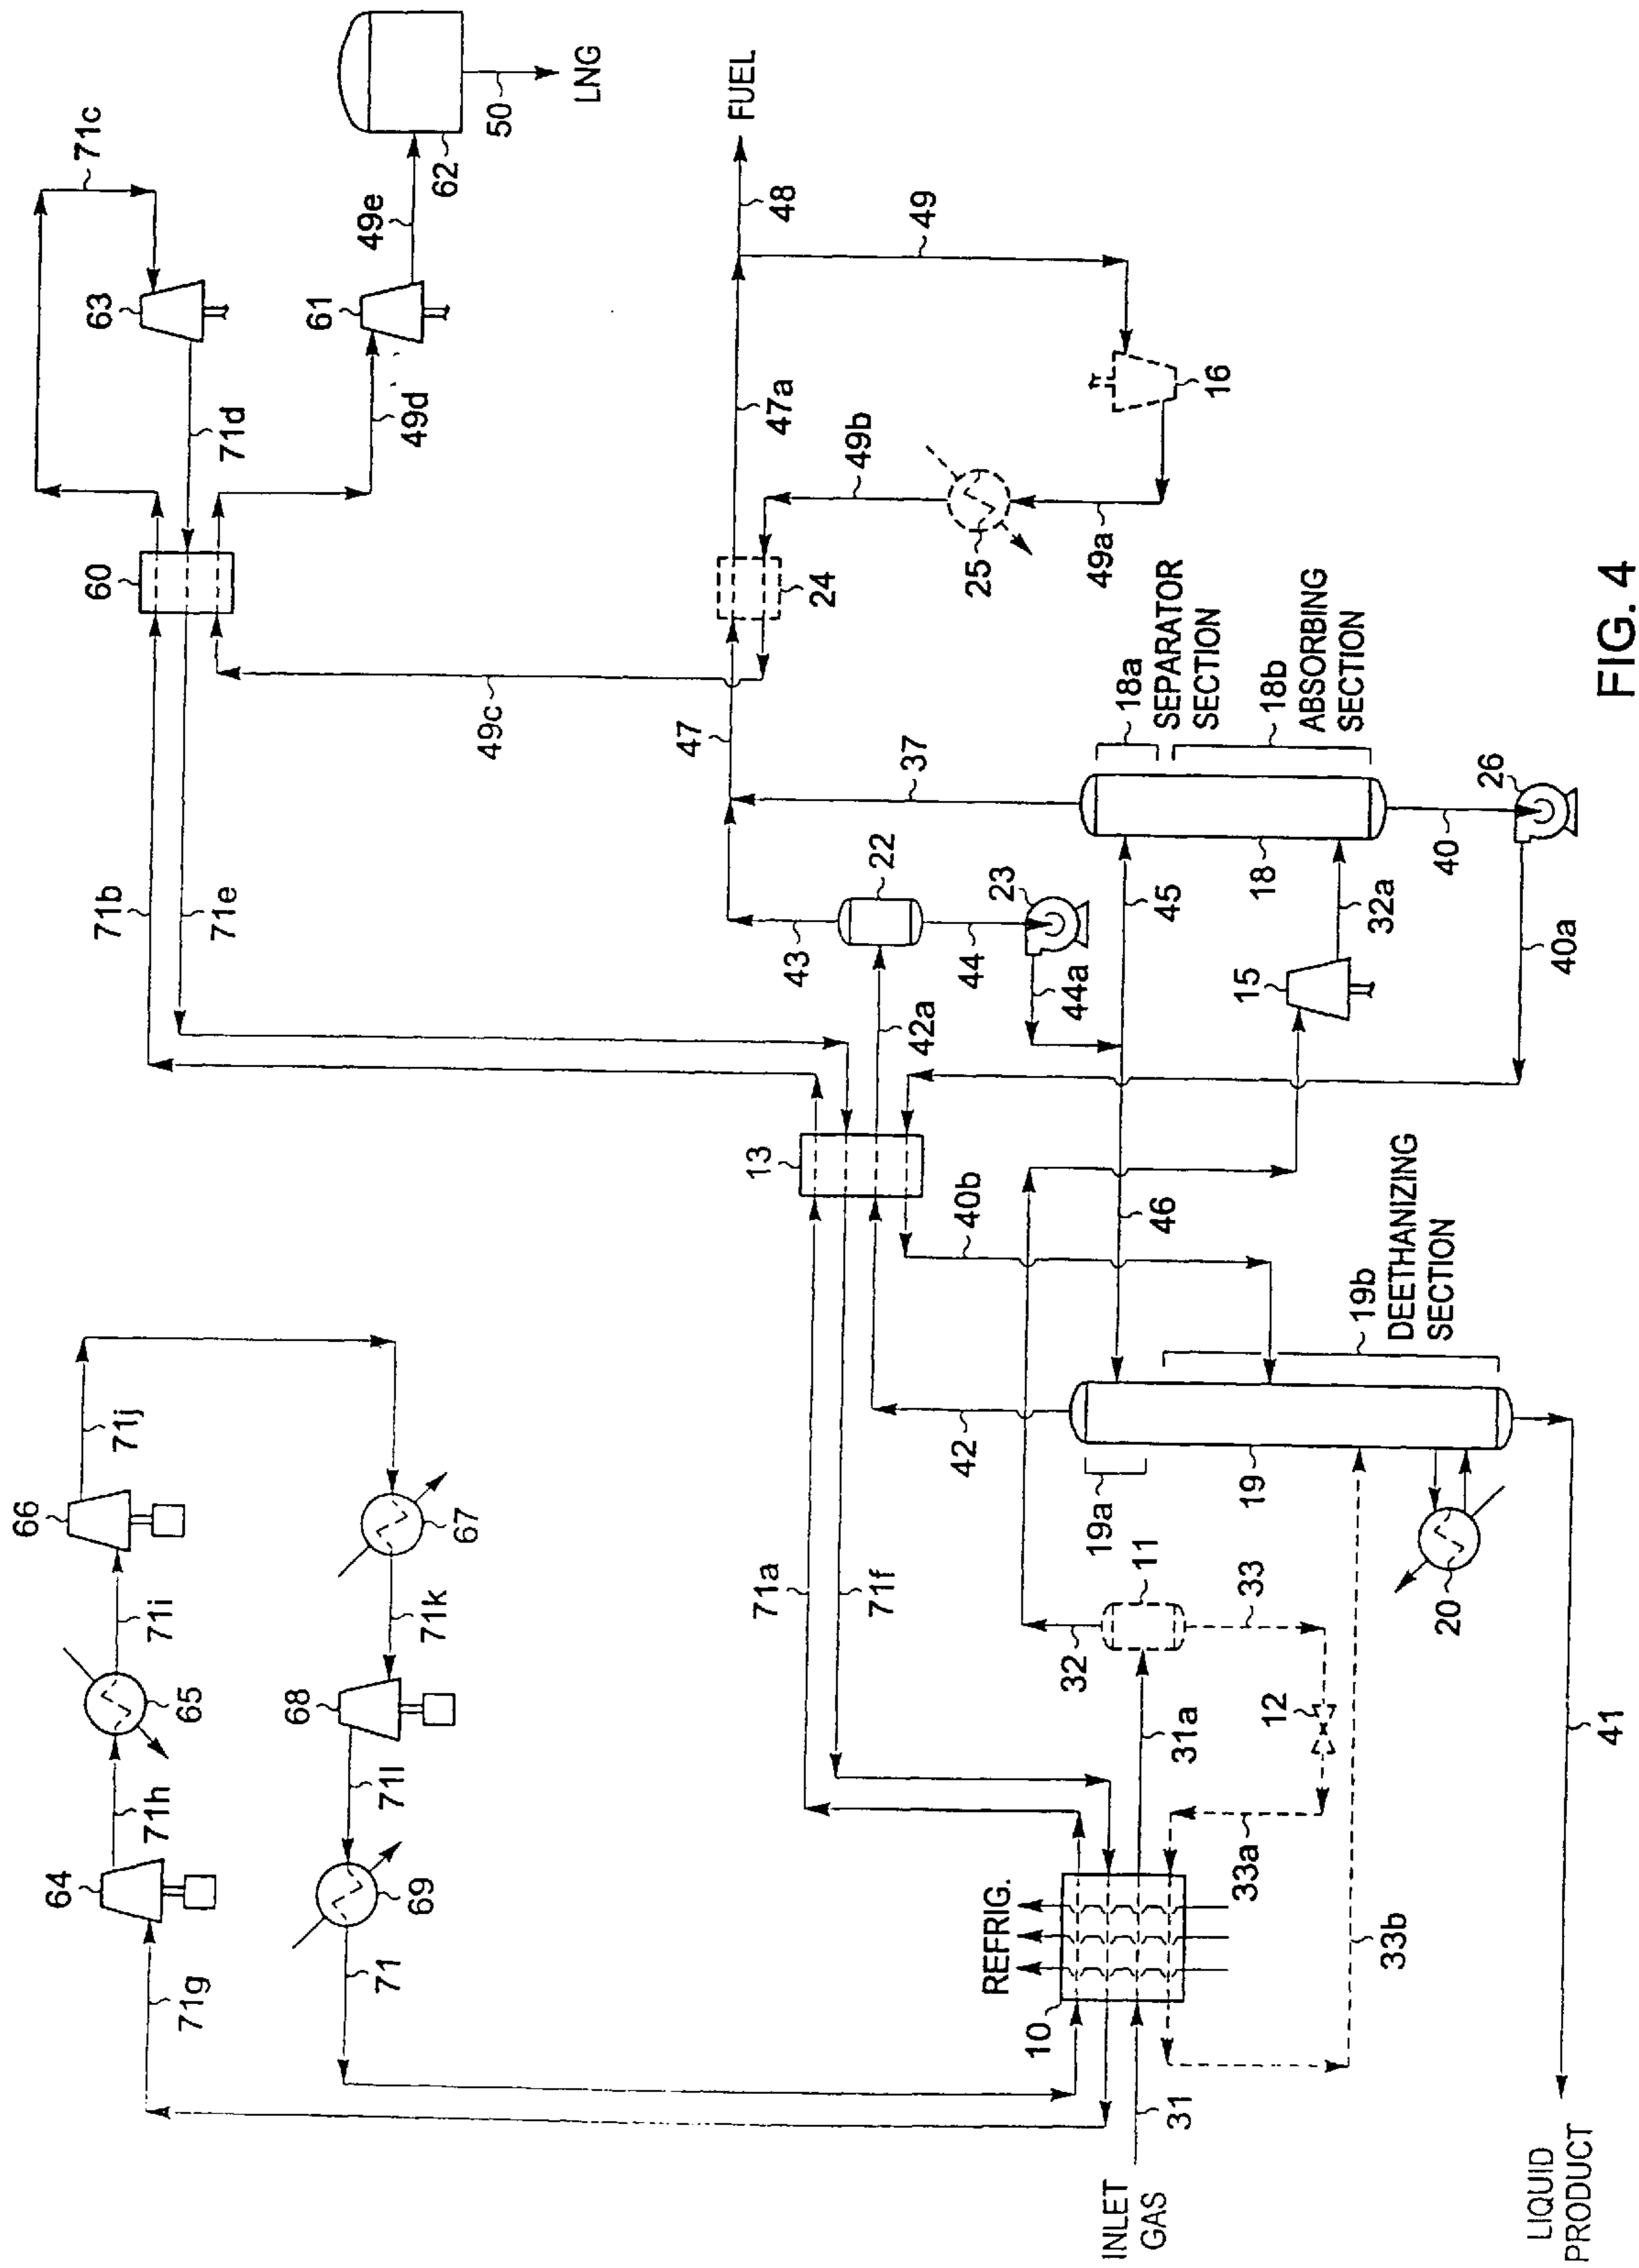 71c
63
62
50
LNG
49e
61
71d
49d
60
FUEL
48
49
47a
16
49b
25
49a
24
49c
47
71b
71e
37
18a
SEPARATOR
SECTION
18b
ABSORBING
SECTION
18
26
40
22
43
44
23
44a
45
15
32a
40a
42a
13
40b
46
DEETHANIZING
SECTION
19b
19
19a
42
66
71j
67
71i
71k
65
68
71h
71l
64
69
71g
71
71a
71f
11
33
32
20
12
31a
33a
REFRIG.
10
33b
41
31
INLET
GAS
LIQUID
PRODUCT
FIG. 4